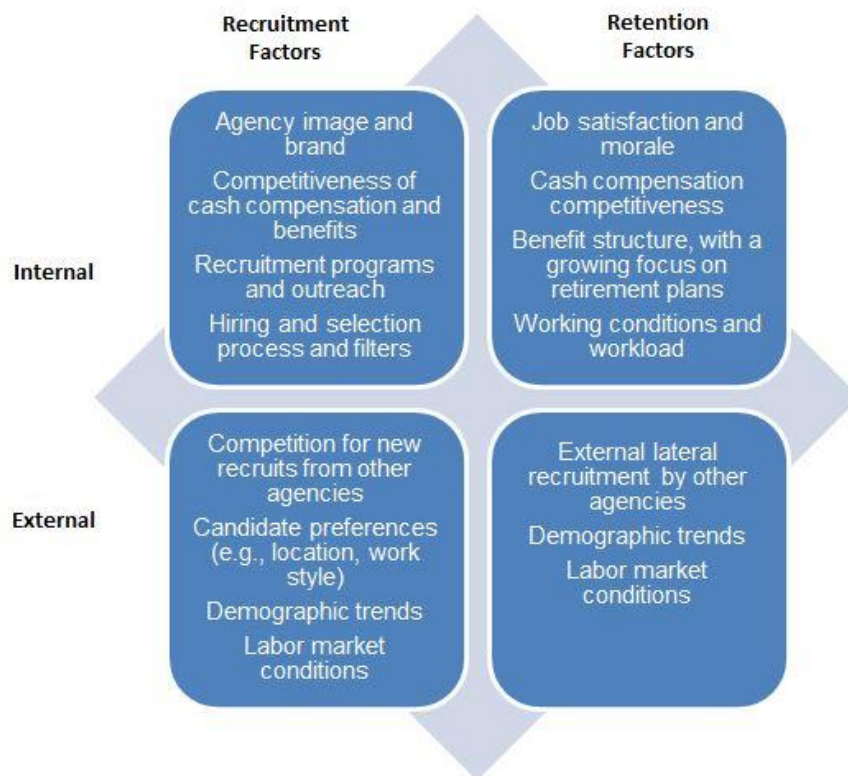 Recruitment
Factors
Retention
Factors
Internal
Agency image and
brand
Competitiveness of
cash compensation and
benefits
Recruitment programs
and outreach
Hiring and selection
process and filters
Job satisfaction and
morale
Cash compensation
competitiveness
Benefit structure, with a
growing focus on
retirement plans
Working conditions and
workload
External
Competition for new
recruits from other
agencies
Candidate preferences
(e.g., location, work
style)
Demographic trends
Labor market
conditions
External lateral
recruitment by other
agencies
Demographic trends
Labor market
conditions